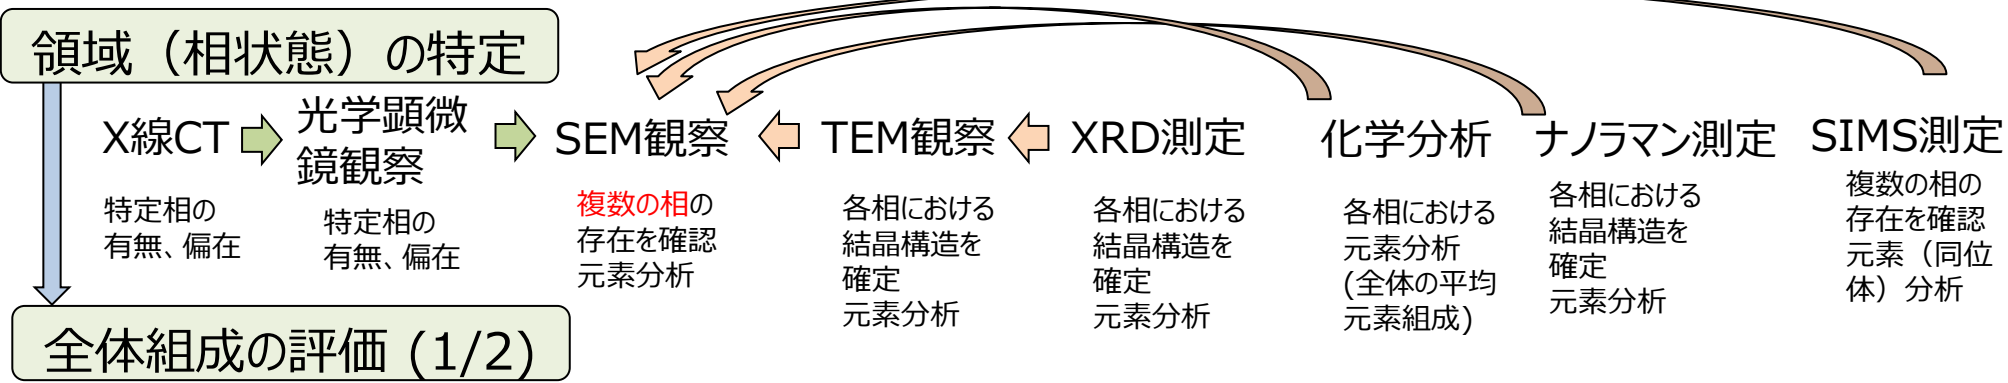 領域（相状態）の特定
X線CT
特定相の
有無、偏在
光学顕微
鏡観察
特定相の
有無、偏在
SEM観察
複数の相の
存在を確認
元素分析
TEM観察
各相における
結晶構造を
確定
元素分析
XRD測定
各相における
結晶構造を
確定
元素分析
化学分析
各相における
元素分析
(全体の平均
元素組成)
ナノラマン測定
各相における
結晶構造を
確定
元素分析
SIMS測定
複数の相の
存在を確認
元素（同位
体）分析
全体組成の評価 (1/2)